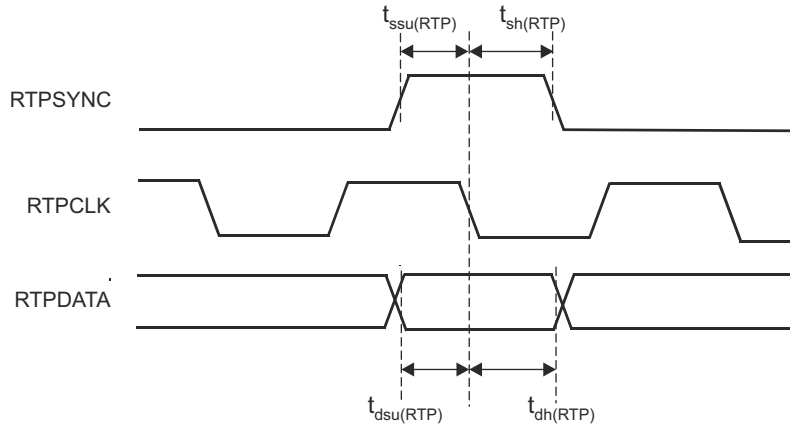 tssu(RTP) tsh(RTP)
RTPSYNC
RTPCLK
RTPDATA
tdsu(RTP) tdh(RTP)